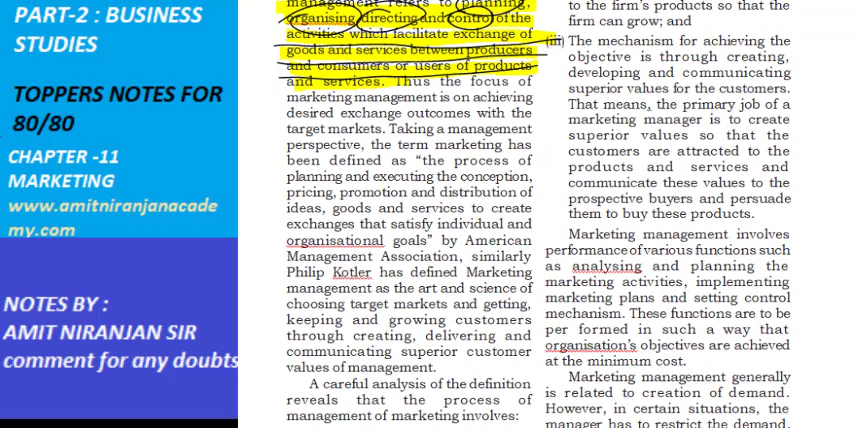 PART-2 : BUSINESS
STUDIES
TOPPERS NOTES FOR
80/80
CHAPTER -11
MARKETING
www.amitniranjanacade
my.com
NOTES BY :
AMIT NIRANJAN SIR
comment for any doubts
management refers to planning,
organising, directing and control of the
activities which facilitate exchange of
goods and services between producers
and consumers or users of products
and services. Thus the focus of
marketing management is on achieving
desired exchange outcomes with the
target markets. Taking a management
perspective, the term marketing has
been defined as “the process of
planning and executing the conception,
pricing, promotion and distribution of
ideas, goods and services to create
exchanges that satisfy individual and
organisational goals” by American
Management Association, similarly
Philip Kotler has defined Marketing
management as the art and science of
choosing target markets and getting,
keeping and growing customers
through creating, delivering and
communicating superior customer
values of management.
A careful analysis of the definition
reveals that the process of
management of marketing involves:
to the firm’s products so that the
firm can grow; and
(iii) The mechanism for achieving the
objective is through creating,
developing and communicating
superior values for the customers.
That means, the primary job of a
marketing manager is to create
superior values so that the
customers are attracted to the
products and services and
communicate these values to the
prospective buyers and persuade
them to buy these products.
Marketing management involves
performance of various functions such
as analysing and planning the
marketing activities, implementing
marketing plans and setting control
mechanism. These functions are to be
per formed in such a way that
organisation’s objectives are achieved
at the minimum cost.
Marketing management generally
is related to creation of demand.
However, in certain situations, the
manager has to restrict the demand.